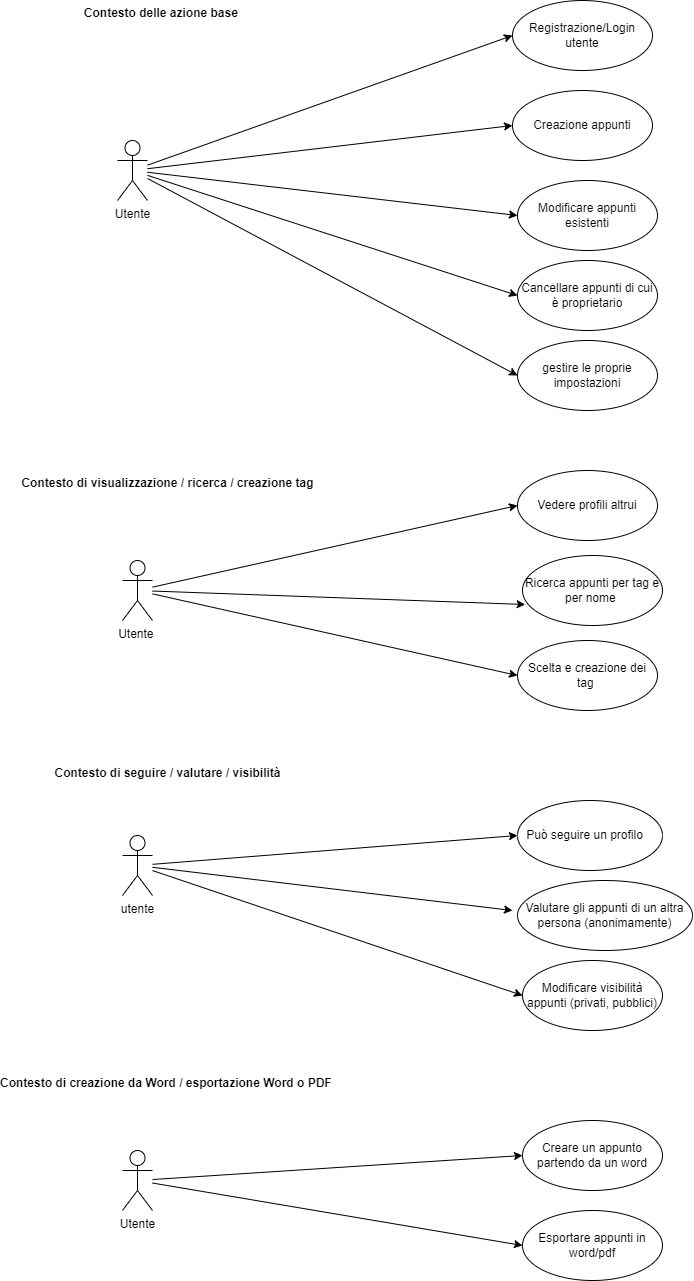 Contesto delle azione base
Registrazione/Login
utente
Creazione appunti
Utente
Modificare appunti
esistenti
Cancellare appunti di cui
è proprietario
gestire le proprie
impostazioni
Contesto di visualizzazione / ricerca / creazione tag
Vedere profili altrui
Ricerca appunti per tag e
per nome
Utente
Scelta e creazione dei
tag
Contesto di seguire / valutare / visibilità
Può seguire un profilo
utente
Valutare gli appunti di un altra
persona (anonimamente)
Modificare visibilità
appunti (privati, pubblici)
Contesto di creazione da Word / esportazione Word o PDF
Creare un appunto
partendo da un word
Utente
Esportare appunti in
word/pdf